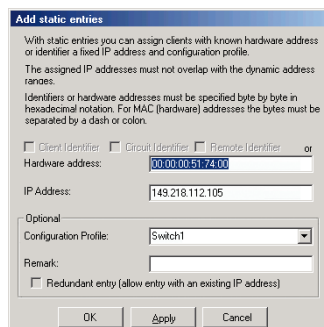 Add static entries
With static entries you can assign clients with known hardware address
or identifier a fixed IP address and configuration profile.
The assigned IP addresses must not overlap with the dynamic address
ranges.
Identifiers or hardware addresses must be specified byte by byte in
hexadecimal notation. For MAC (hardware) addresses the bytes must be
separated by a dash or colon.
Client Identifier Circuit Identifier Remote Identifier or
Hardware address: 00:00:00:51:74:00
IP Address: 149.218.112.105
Optional
Configuration Profile: Switch1
Remark:
Redundant entry (allow entry with an existing IP address)
OK Apply Cancel